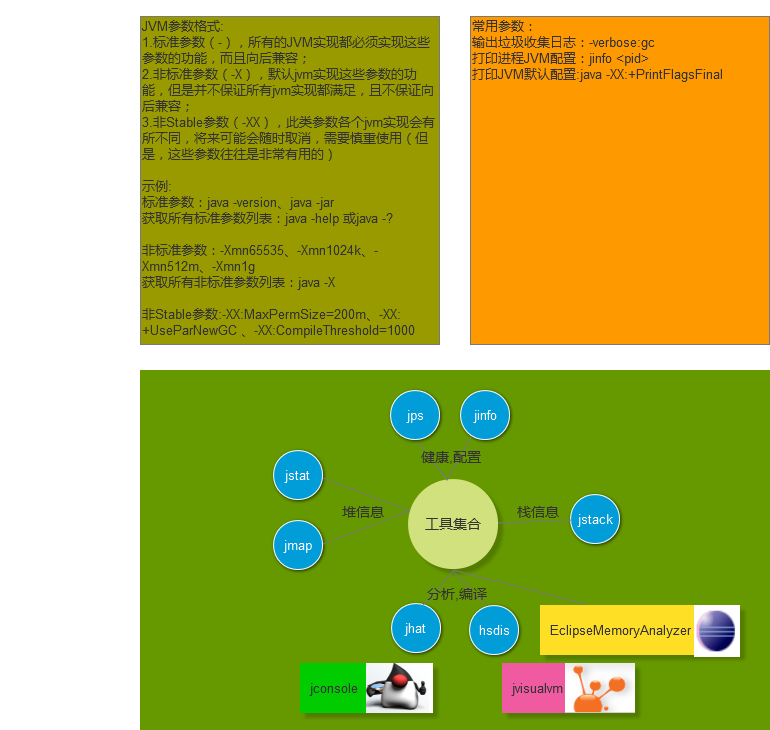 JVM参数格式:
1.标准参数（-），所有的JVM实现都必须实现这些
参数的功能，而且向后兼容；
2.非标准参数（-X），默认jvm实现这些参数的功
能，但是并不保证所有jvm实现都满足，且不保证向
后兼容；
3.非Stable参数（-XX），此类参数各个jvm实现会有
所不同，将来可能会随时取消，需要慎重使用（但
是，这些参数往往是非常有用的）
示例:
标准参数：java -version、java -jar
获取所有标准参数列表：java -help 或java -?
非标准参数：-Xmn65535、-Xmn1024k、-
Xmn512m、-Xmn1g
获取所有非标准参数列表：java -X
非Stable参数:-XX:MaxPermSize=200m、-XX:
+UseParNewGC 、-XX:CompileThreshold=1000
常用参数：
输出垃圾收集日志：-verbose:gc
打印进程JVM配置：jinfo <pid>
打印JVM默认配置:java -XX:+PrintFlagsFinal
jps
jinfo
健康,配置
jstat
堆信息
jmap
工具集合
栈信息
jstack
分析,编译
jhat
hsdis
EclipseMemoryAnalyzer
jconsole
jvisualvm